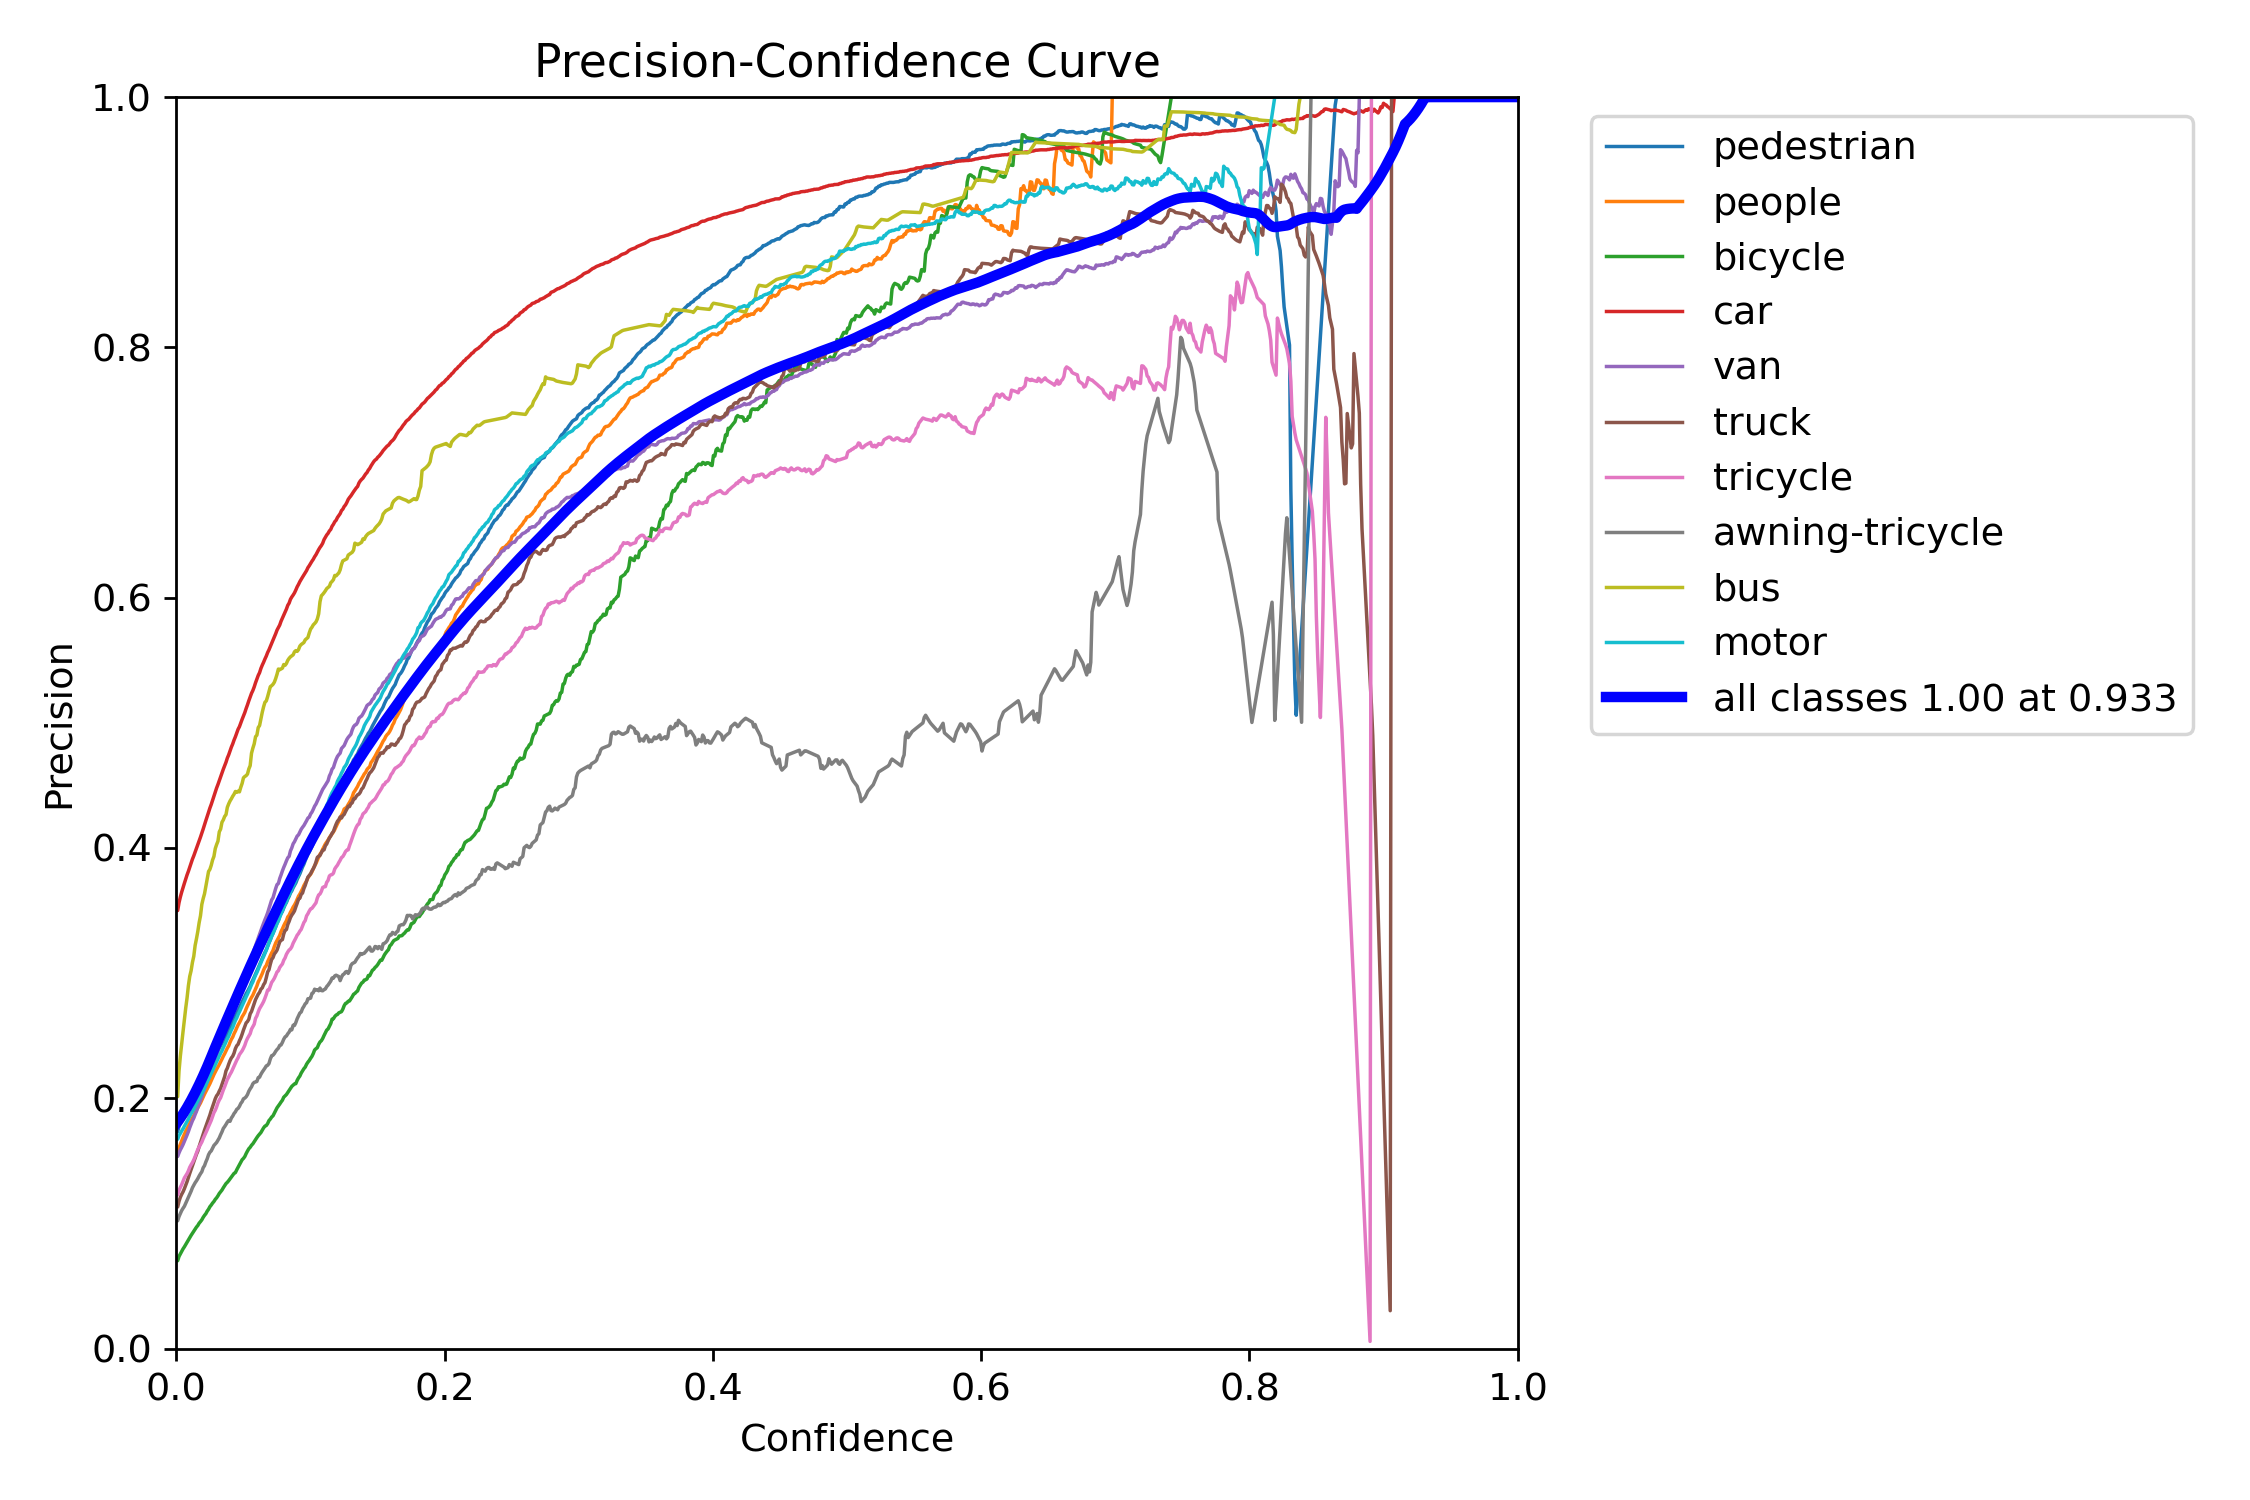 Precision-Confidence Curve
1.0
0.8
0.6
0.4
0.2
0.0
Precision
0.0 0.2 0.4 0.6 0.8 1.0
Confidence
pedestrian
people
bicycle
car
van
truck
tricycle
awning-tricycle
bus
motor
all classes 1.00 at 0.933